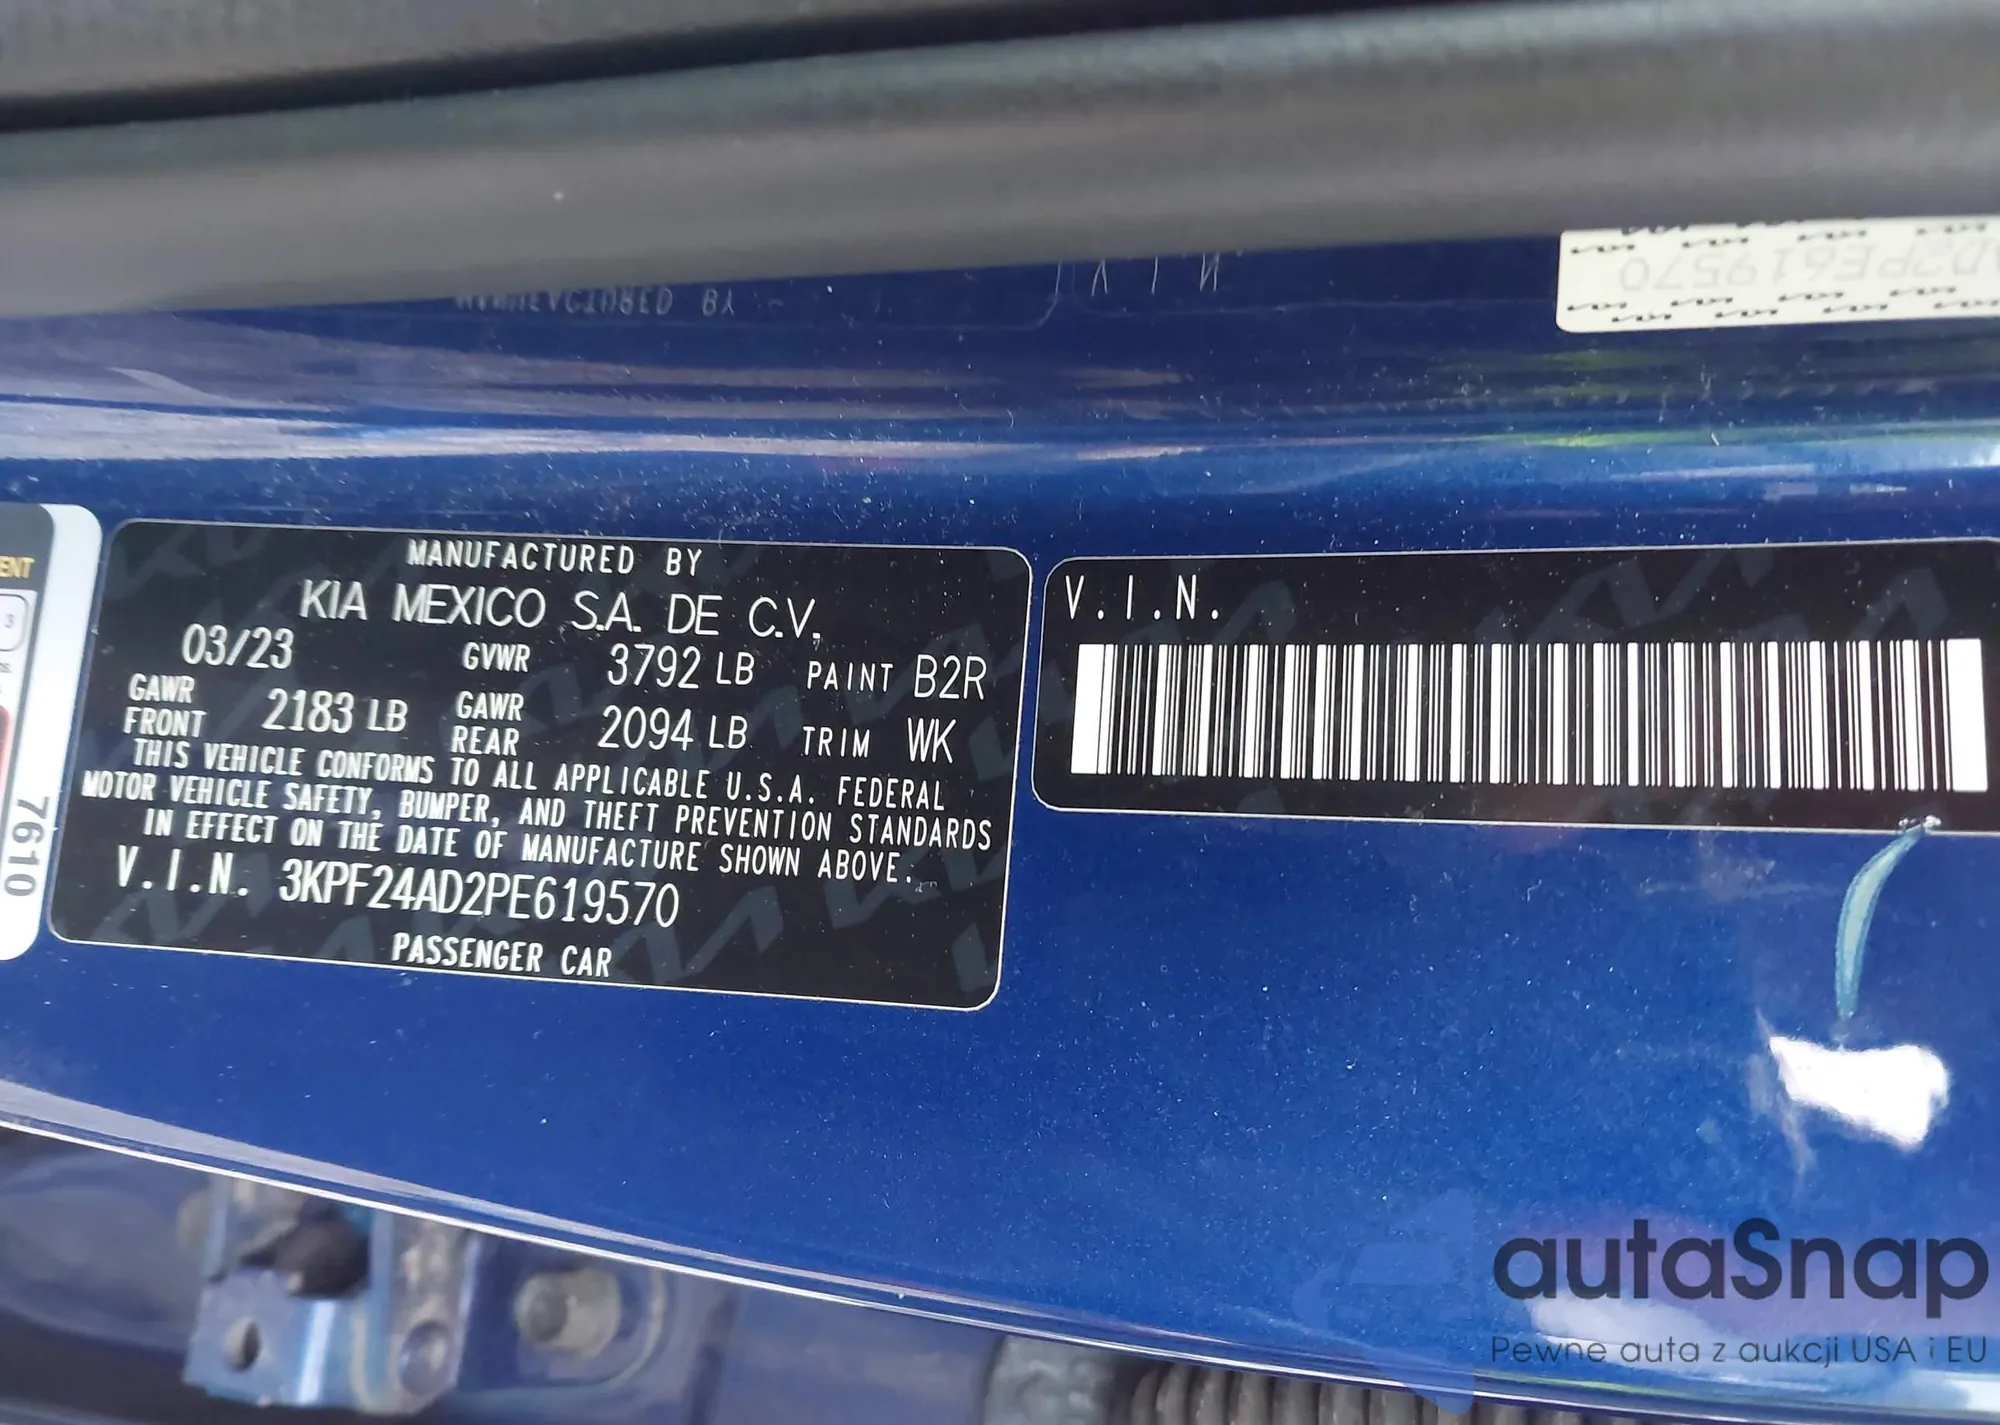 AD2PE619570
MANUFACTURED BY
KIA MEXICO S.A. DE C.V.
03/23 GVWR 3792 LB PAINT B2R
GAWR FRONT 2183 LB GAWR REAR 2094 LB TRIM WK
THIS VEHICLE CONFORMS TO ALL APPLICABLE U.S.A. FEDERAL
MOTOR VEHICLE SAFETY, BUMPER, AND THEFT PREVENTION STANDARDS
IN EFFECT ON THE DATE OF MANUFACTURE SHOWN ABOVE.
V.I.N. 3KPF24AD2PE619570
PASSENGER CAR
V.I.N.
7610
autaSnap
Pewne auta z aukcji USA i EU